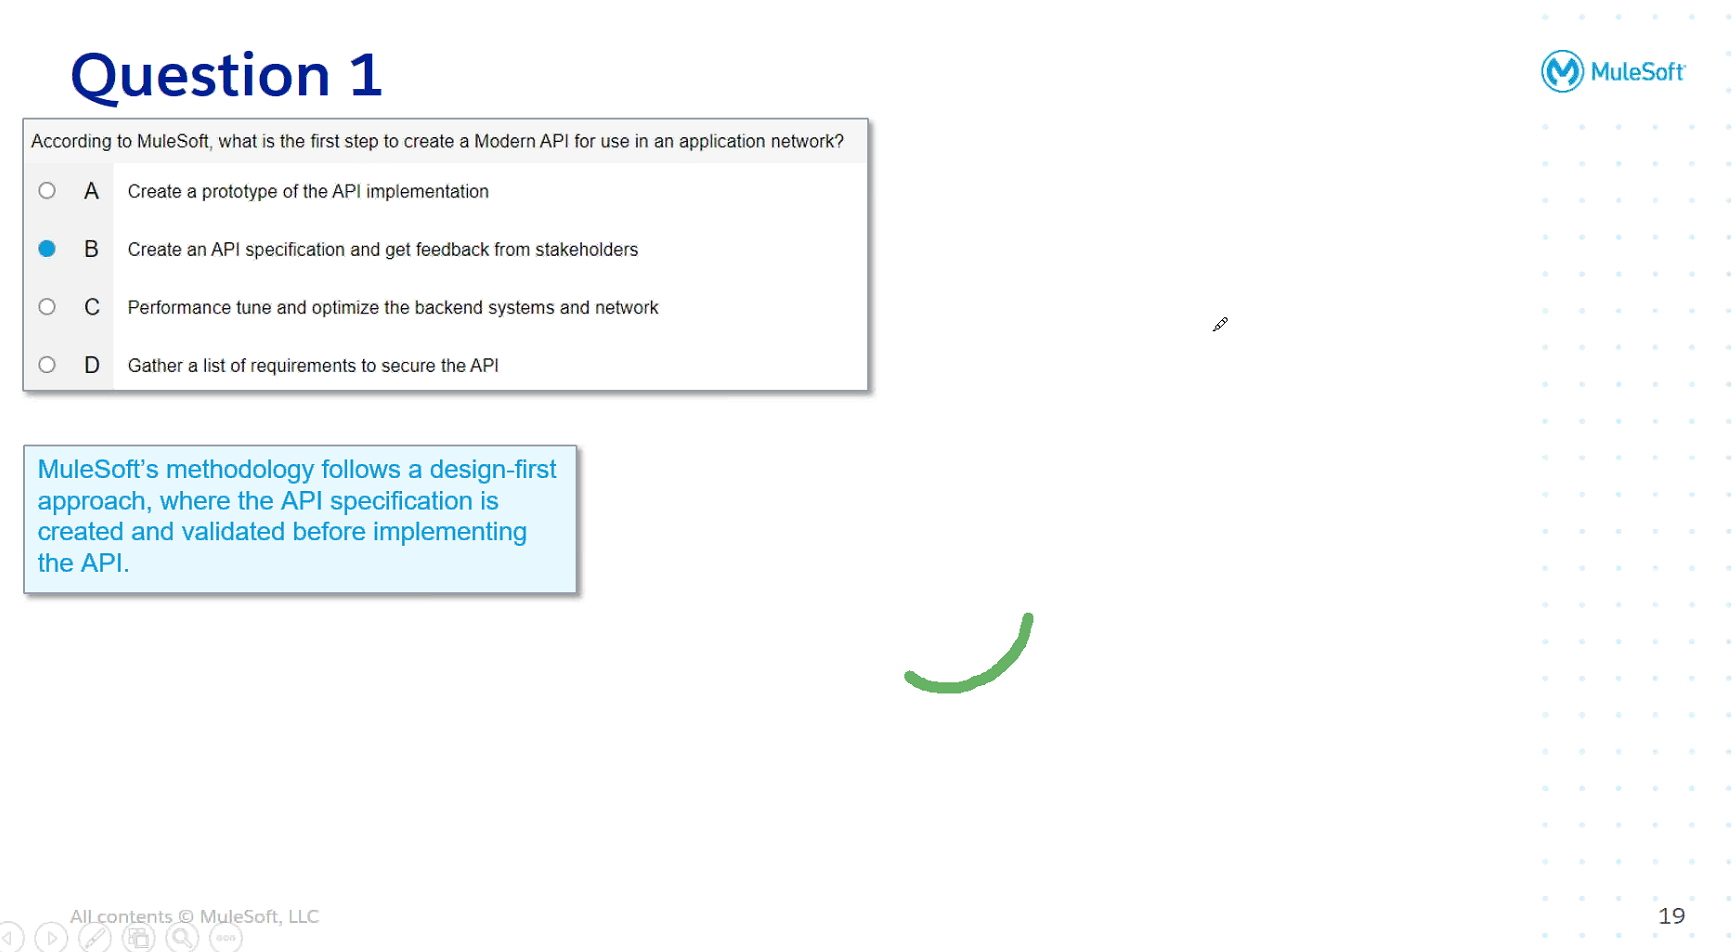 Question 1
MuleSoft
According to MuleSoft, what is the first step to create a Modern API for use in an application network?
A Create a prototype of the API implementation
B Create an API specification and get feedback from stakeholders
C Performance tune and optimize the backend systems and network
D Gather a list of requirements to secure the API
MuleSoft’s methodology follows a design-first
approach, where the API specification is
created and validated before implementing
the API.
All contents © MuleSoft, LLC
19